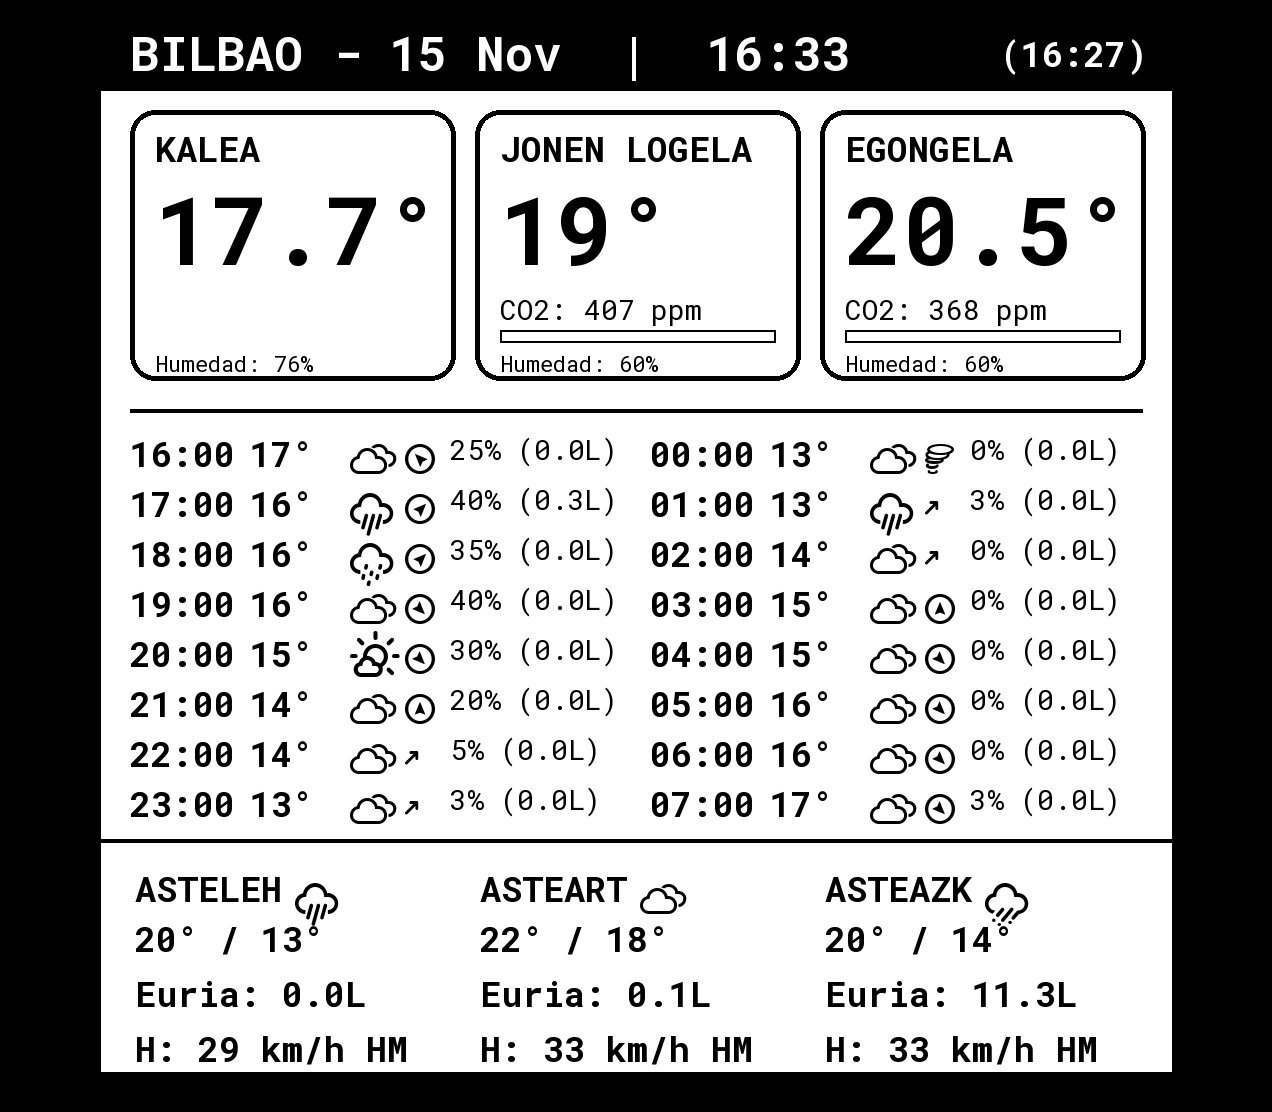 BILBAO - 15 Nov | 16:33 (16:27)
KALEA
17.7°
Humedad: 76%
JONEN LOGELA
19°
CO2: 407 ppm
Humedad: 60%
EGONGELA
20.5°
CO2: 368 ppm
Humedad: 60%
16:00 17° 25% (0.0L)
17:00 16° 40% (0.3L)
18:00 16° 35% (0.0L)
19:00 16° 40% (0.0L)
20:00 15° 30% (0.0L)
21:00 14° 20% (0.0L)
22:00 14° 5% (0.0L)
23:00 13° 3% (0.0L)
00:00 13° 0% (0.0L)
01:00 13° 3% (0.0L)
02:00 14° 0% (0.0L)
03:00 15° 0% (0.0L)
04:00 15° 0% (0.0L)
05:00 16° 0% (0.0L)
06:00 16° 0% (0.0L)
07:00 17° 3% (0.0L)
ASTELEH
20° / 13°
Euria: 0.0L
H: 29 km/h HM
ASTEART
22° / 18°
Euria: 0.1L
H: 33 km/h HM
ASTEAZK
20° / 14°
Euria: 11.3L
H: 33 km/h HM